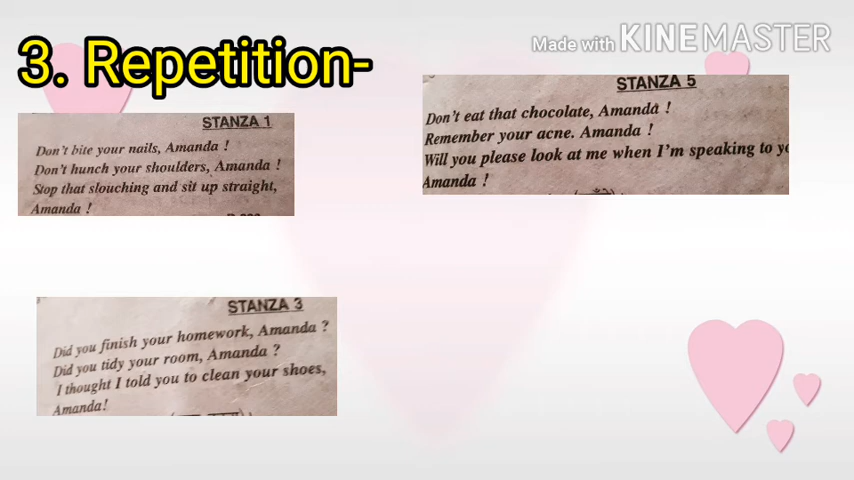 3. Repetition-
Made with KINEMASTER
STANZA 1
Don't bite your nails, Amanda !
Don't hunch your shoulders, Amanda !
Stop that slouching and sit up straight,
Amanda !
STANZA 5
Don't eat that chocolate, Amanda !
Remember your acne. Amanda !
Will you please look at me when I'm speaking to
Amanda !
STANZA 3
Did you finish your homework, Amanda ?
Did you tidy your room, Amanda ?
I thought I told you to clean your shoes,
Amanda!